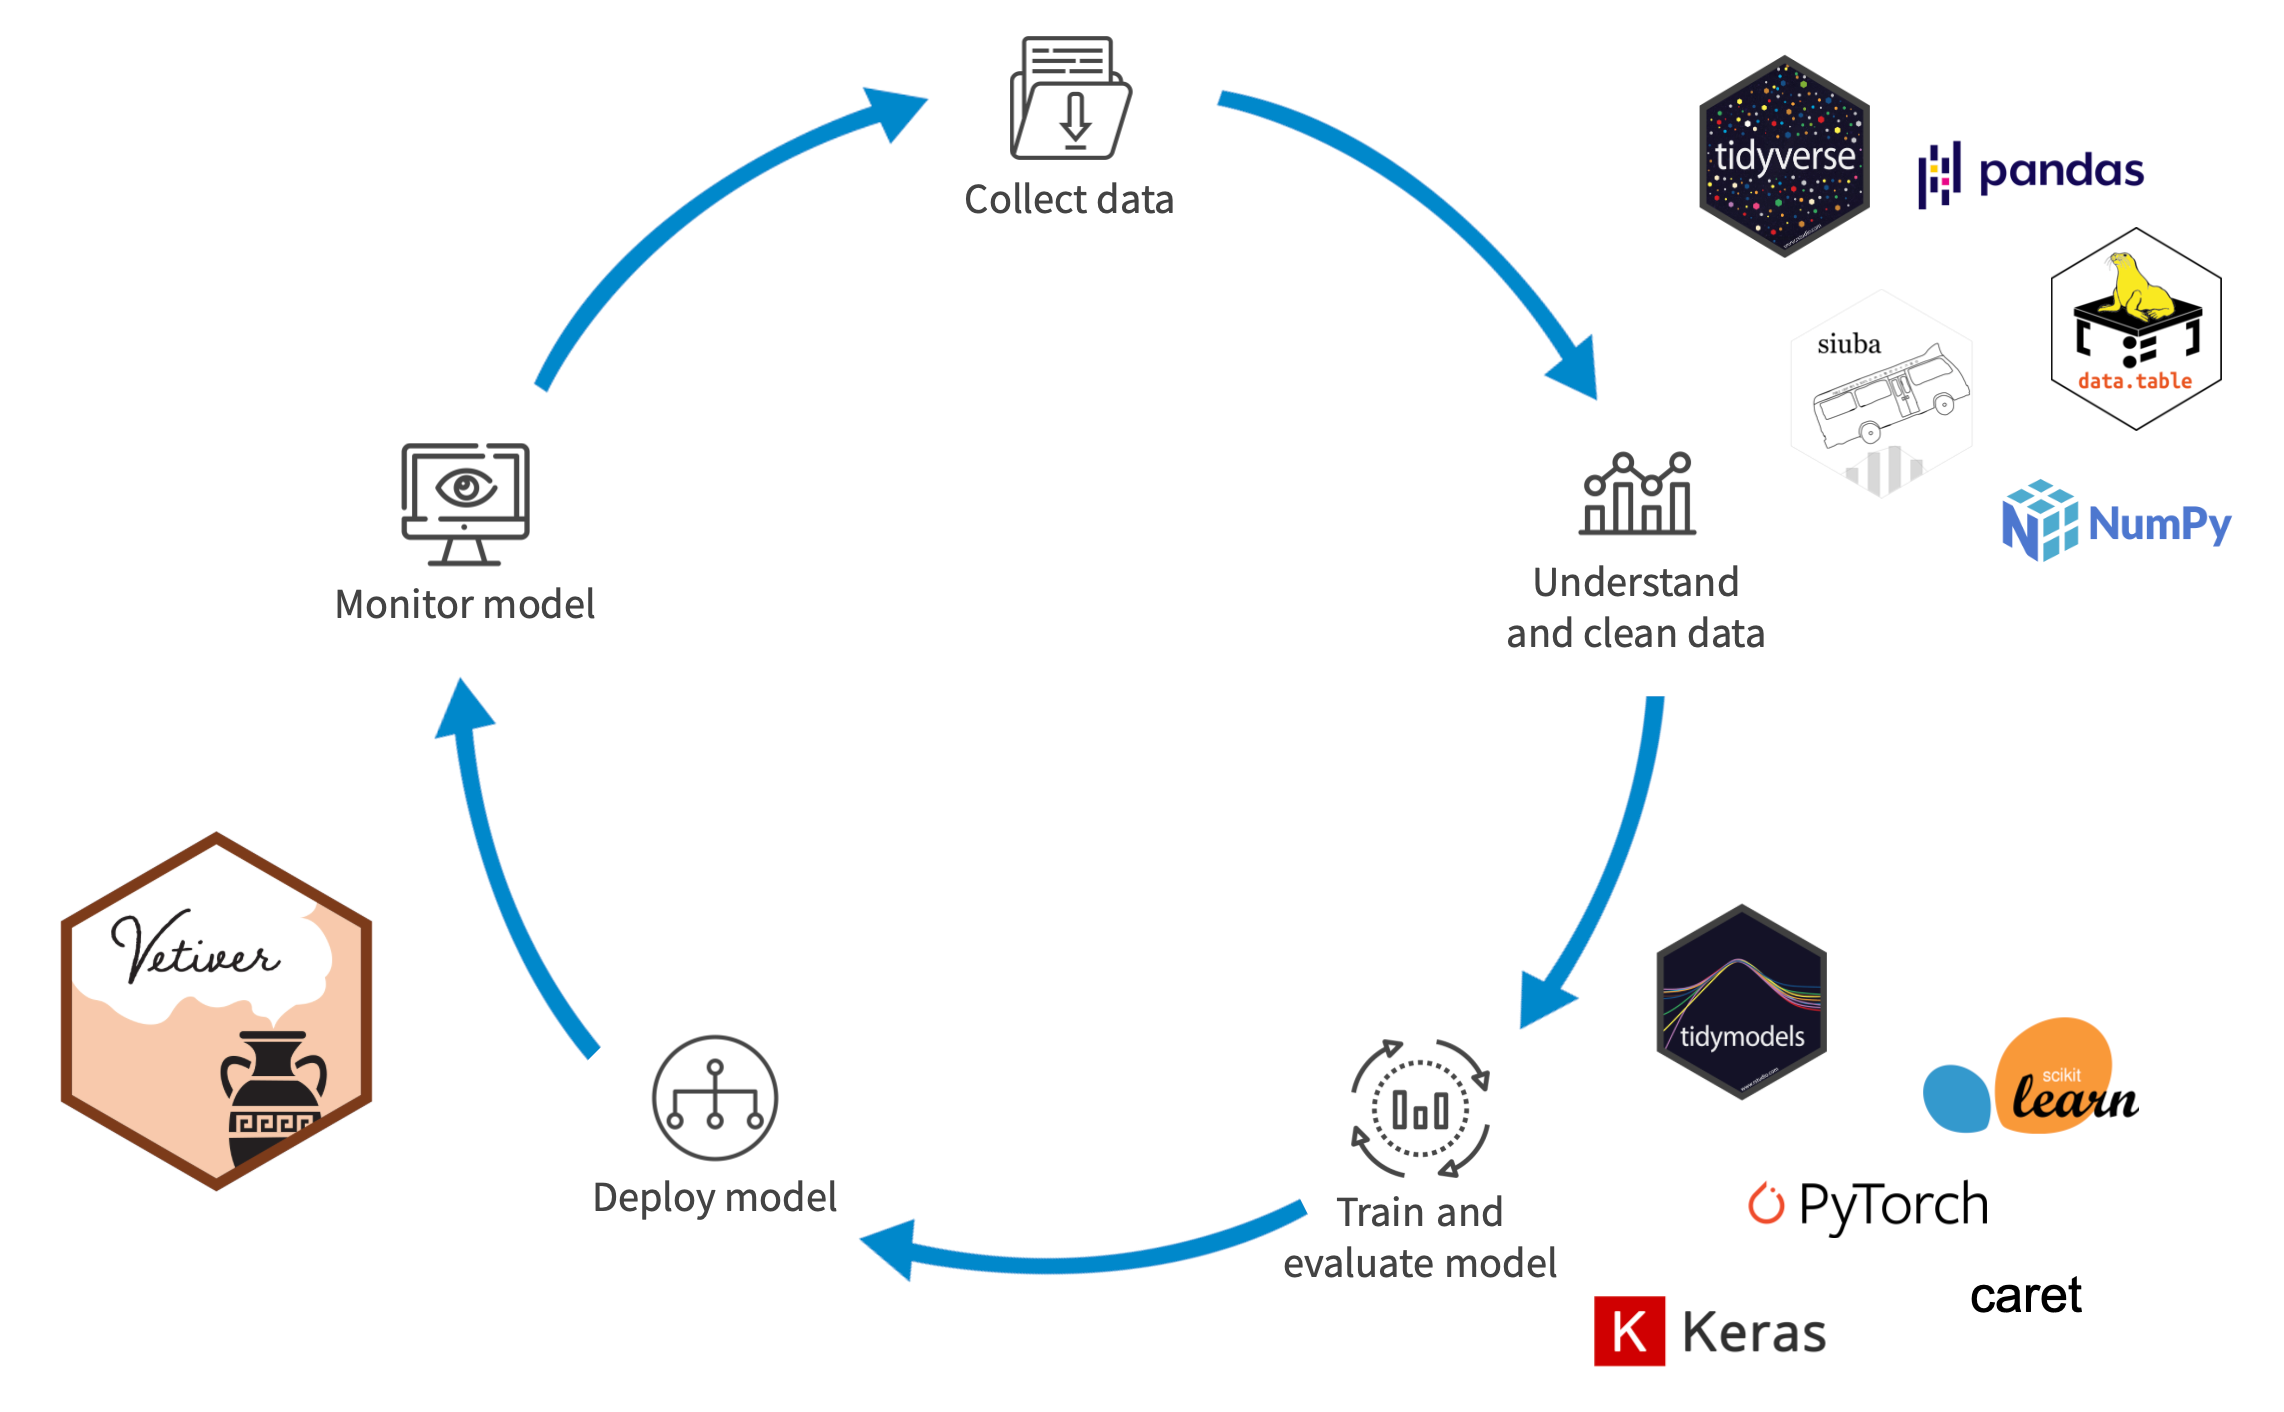 Collect data
tidyverse
pandas
siuba
data.table
NumPy
Understand
and clean data
Monitor model
Vetiver
tidymodels
scikit
learn
Deploy model
PyTorch
Train and
evaluate model
caret
K Keras